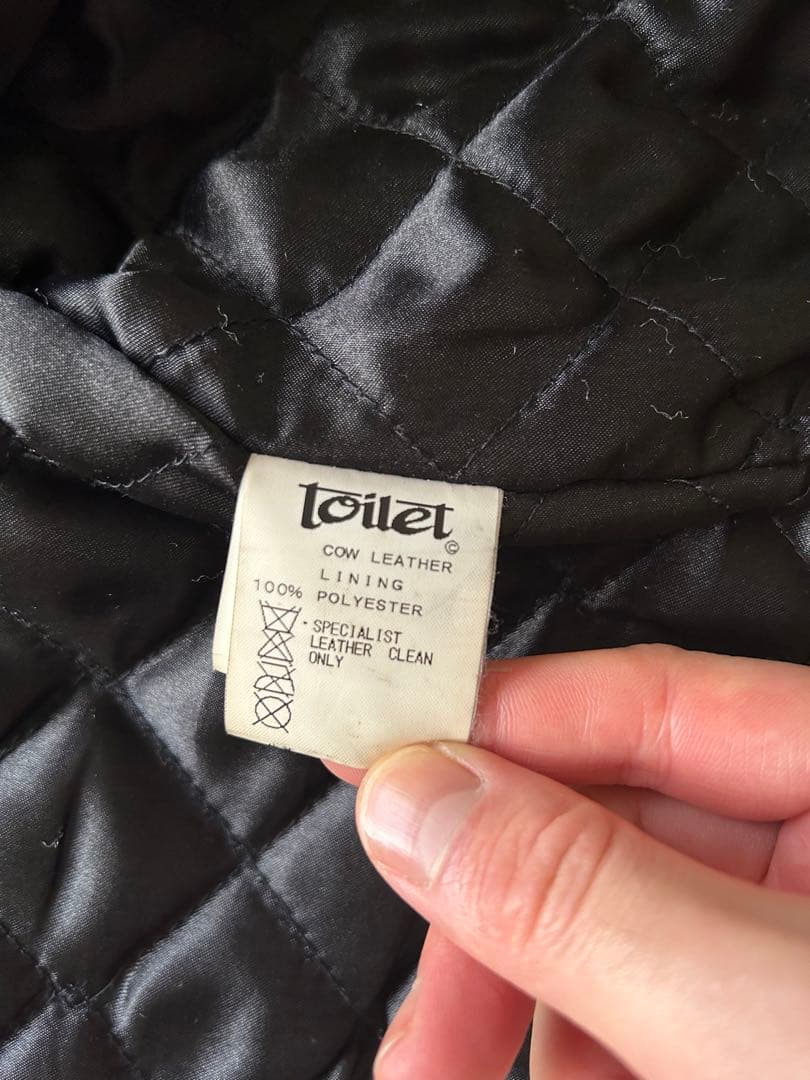 toilet
©
COW LEATHER
LINING
100% POLYESTER
- SPECIALIST
LEATHER CLEAN
ONLY